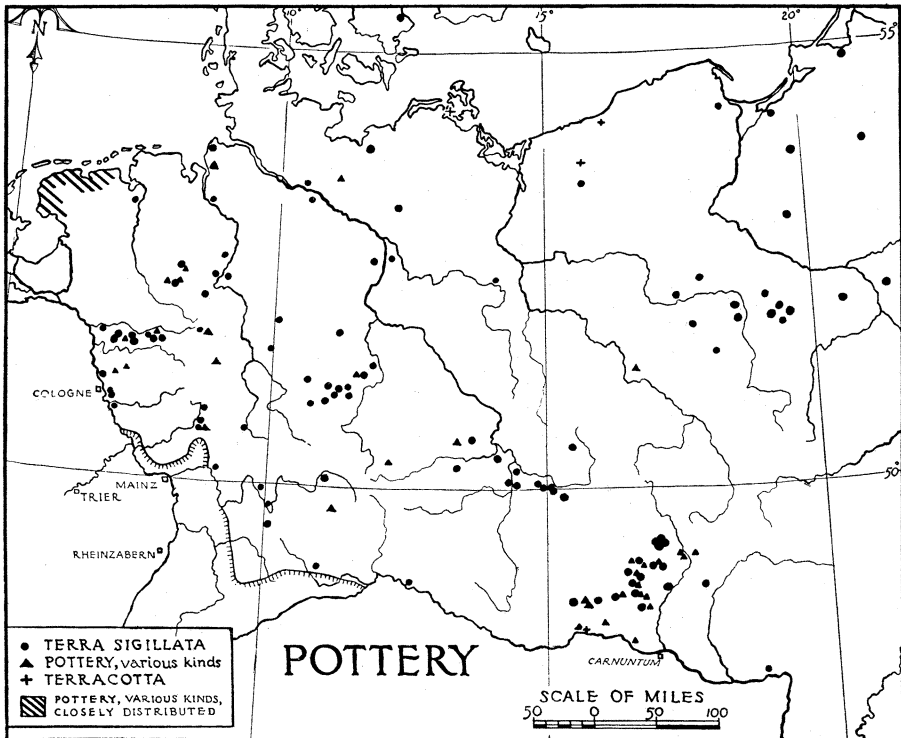 N
10°
15°
20°
55°
COLOGNE
50°
MAINZ
TRIER
RHEINZABERN
TERRA SIGILLATA
POTTERY, various kinds
TERRACOTTA
POTTERY, VARIOUS KINDS,
CLOSELY DISTRIBUTED
POTTERY
CARNUNTUM
SCALE OF MILES
50 0 50 100